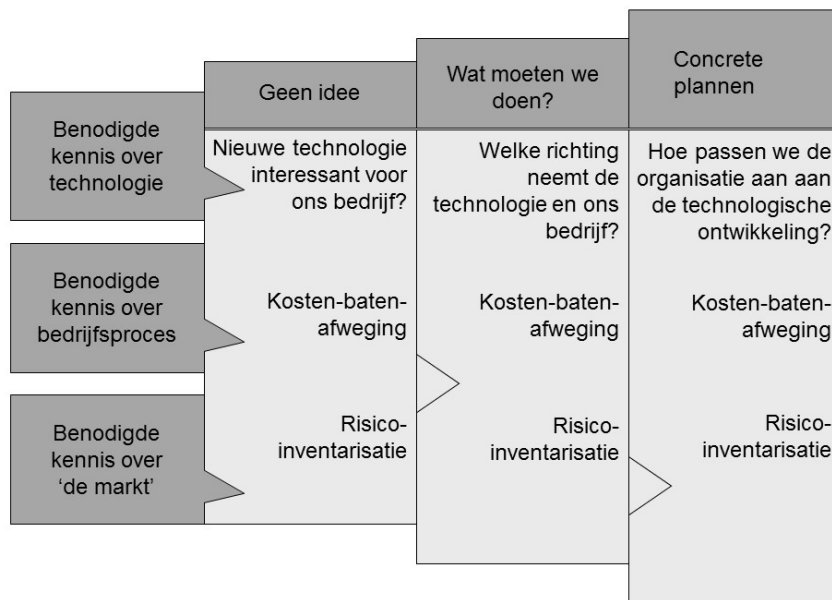 Geen idee
Wat moeten we
doen?
Concrete
plannen
Benodigde
kennis over
technologie
Nieuwe technologie
interessant voor
ons bedrijf?
Welke richting
neemt de
technologie en ons
bedrijf?
Hoe passen we de
organisatie aan aan
de technologische
ontwikkeling?
Benodigde
kennis over
bedrijfsproces
Kosten-baten-
afweging
Kosten-baten-
afweging
Kosten-baten-
afweging
Benodigde
kennis over
‘de markt’
Risico-
inventarisatie
Risico-
inventarisatie
Risico-
inventarisatie